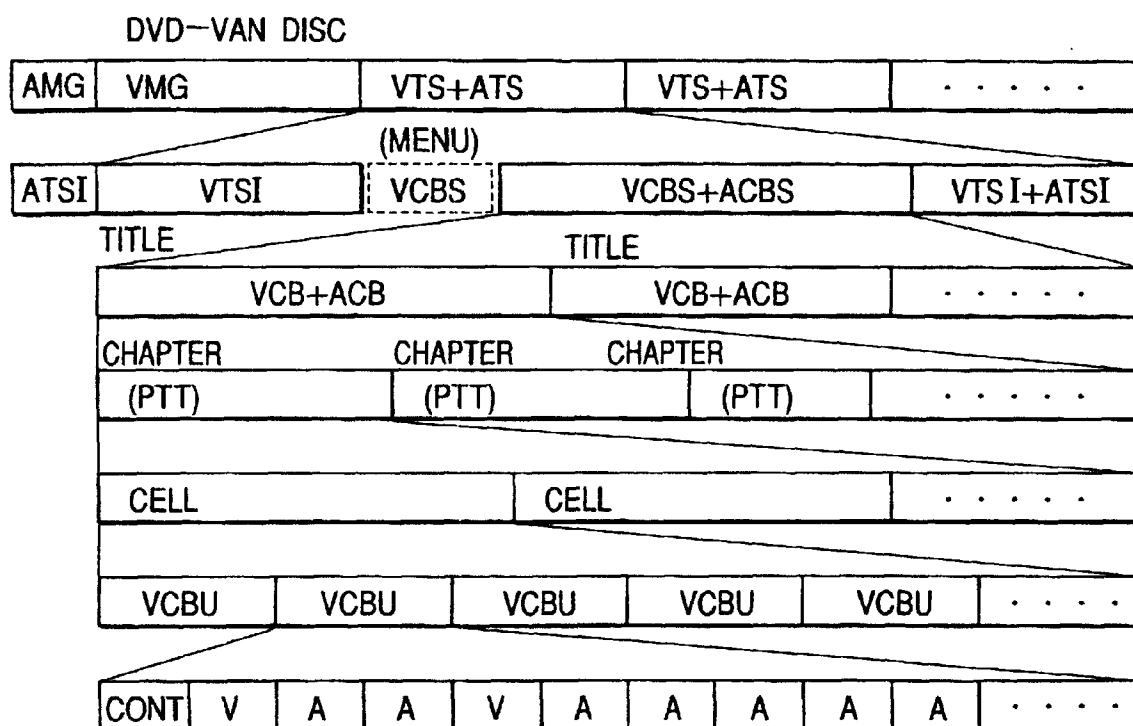 DVD-VAN DISC
AMG VMG VTS+ATS VTS+ATS · · · · ·
(MENU)
ATSI VTSI VCBS VCBS+ACBS VTSI+ATSI
TITLE TITLE
VCB+ACB VCB+ACB · · · · ·
CHAPTER CHAPTER CHAPTER
(PTT) (PTT) (PTT) · · · · ·
CELL CELL · · · · ·
VCBU VCBU VCBU VCBU VCBU · · · ·
CONT V A A V A A A A A · · · ·